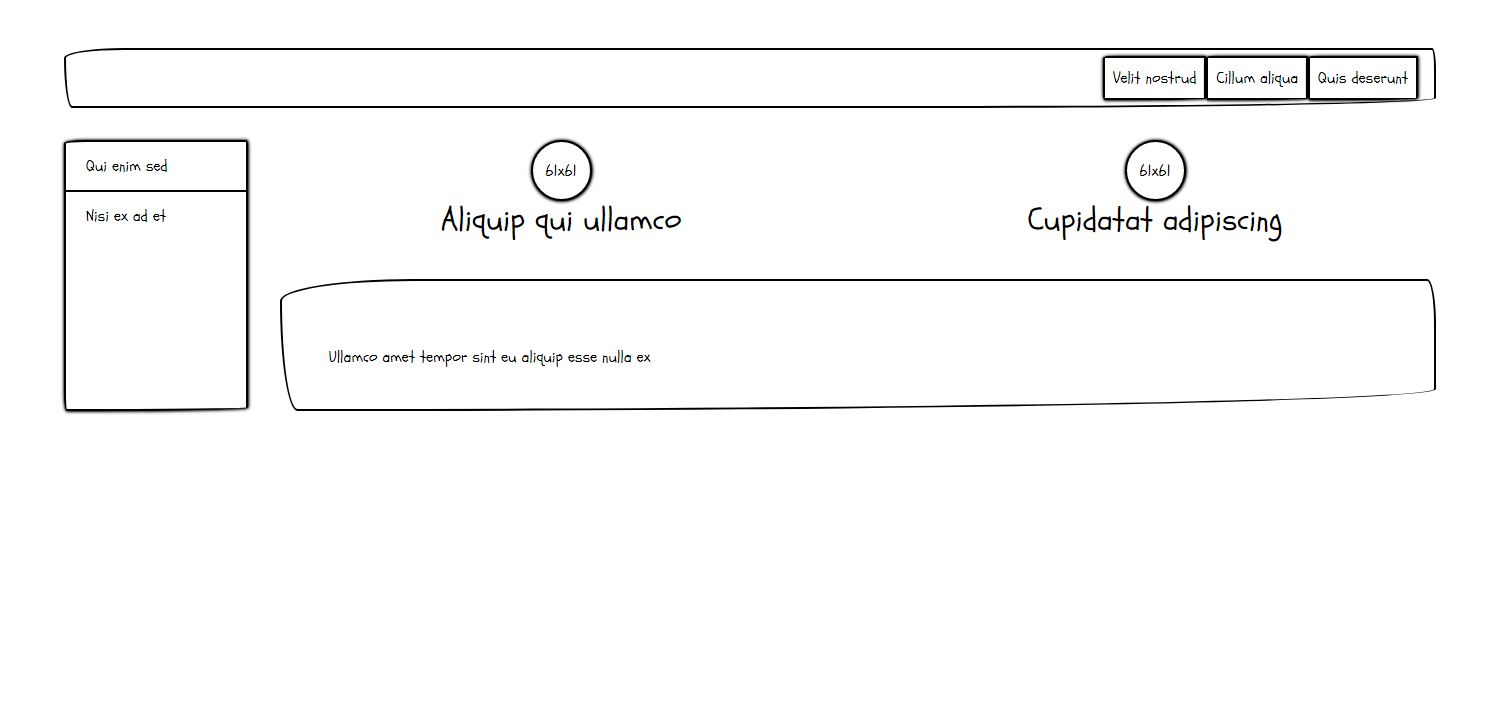 Velit nostrud Cillum aliqua Quis deserunt
Qui enim sed
Nisi ex ad et
61x61
Aliquip qui ullamco
61x61
Cupidatat adipiscing
Ullamco amet tempor sint eu aliquip esse nulla ex